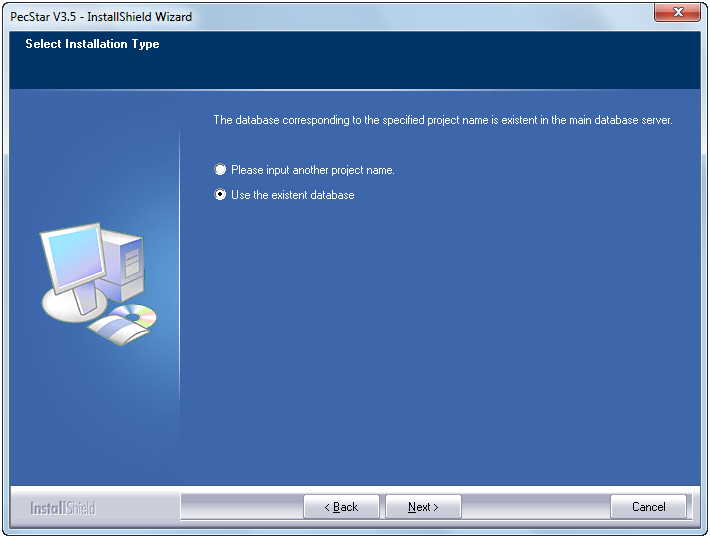 PecStar V3.5 - InstallShield Wizard
Select Installation Type
The database corresponding to the specified project name is existent in the main database server.
Please input another project name.
Use the existent database
InstallShield
< Back
Next >
Cancel